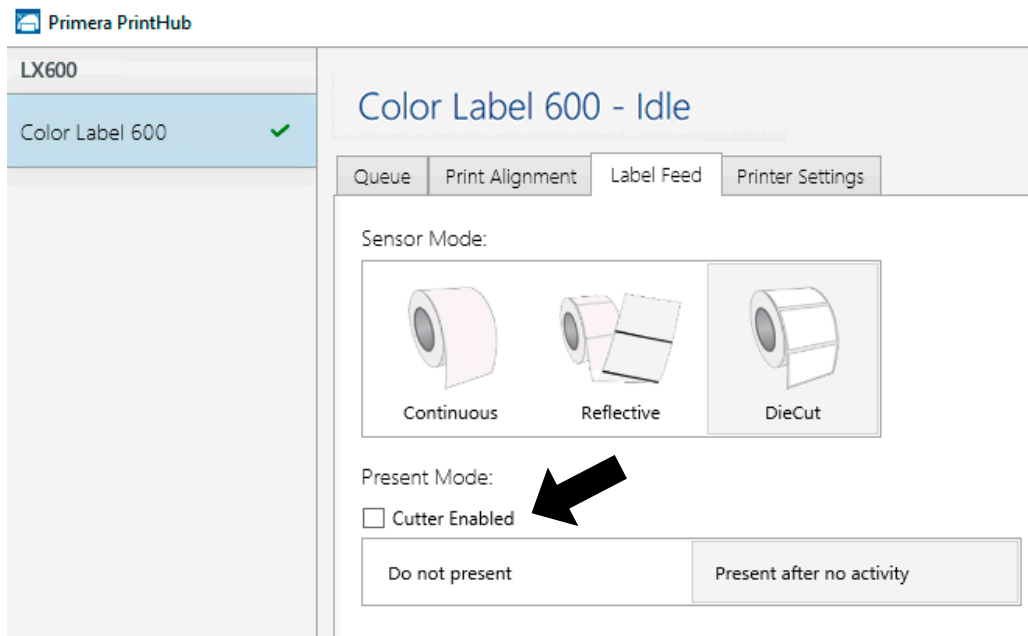 Primera PrintHub
LX600
Color Label 600
Color Label 600 - Idle
Queue Print Alignment Label Feed Printer Settings
Sensor Mode:
Continuous Reflective DieCut
Present Mode:
Cutter Enabled
Do not present Present after no activity